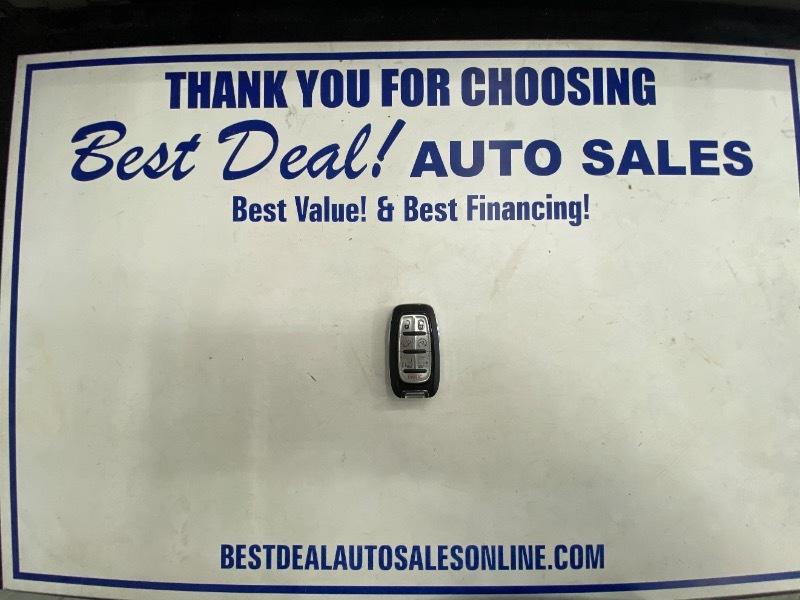 THANK YOU FOR CHOOSING
Best Deal! AUTO SALES
Best Value! & Best Financing!
BESTDEALAUTOSALESONLINE.COM